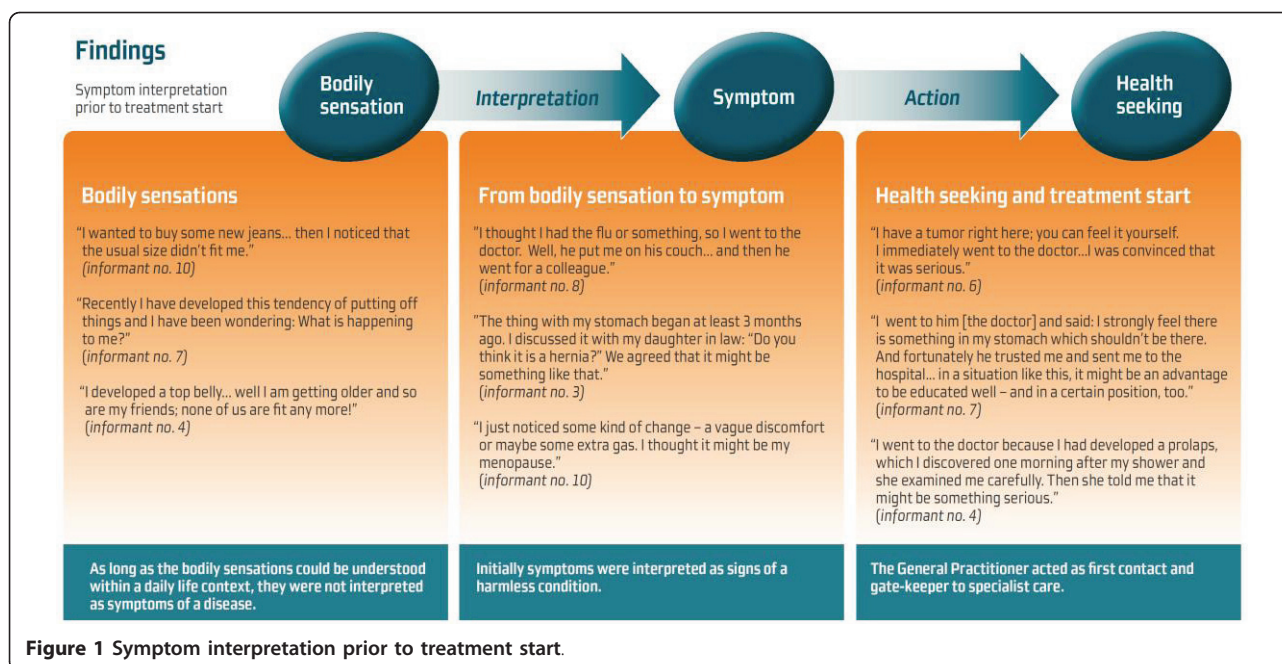 Findings
Symptom interpretation
prior to treatment start
Bodily
sensation
Interpretation
Symptom
Action
Health
seeking
Bodily sensations
“I wanted to buy some new jeans... then I noticed that
the usual size didn’t fit me.”
(informant no. 10)
“Recently I have developed this tendency of putting off
things and I have been wondering: What is happening
to me?”
(informant no. 7)
“I developed a top belly... well I am getting older and so
are my friends; none of us are fit any more!”
(informant no. 4)
As long as the bodily sensations could be understood
within a daily life context, they were not interpreted
as symptoms of a disease.
From bodily sensation to symptom
“I thought I had the flu or something, so I went to the
doctor. Well, he put me on his couch... and then he
went for a colleague.”
(informant no. 8)
"The thing with my stomach began at least 3 months
ago. I discussed it with my daughter in law: “Do you
think it is a hernia?” We agreed that it might be
something like that.”
(informant no. 3)
“I just noticed some kind of change – a vague discomfort
or maybe some extra gas. I thought it might be my
menopause.”
(informant no. 10)
Initially symptoms were interpreted as signs of a
harmless condition.
Health seeking and treatment start
“I have a tumor right here; you can feel it yourself.
I immediately went to the doctor...I was convinced that
it was serious.”
(informant no. 6)
“I went to him [the doctor] and said: I strongly feel there
is something in my stomach which shouldn’t be there.
And fortunately he trusted me and sent me to the
hospital... in a situation like this, it might be an advantage
to be educated well – and in a certain position, too.”
(informant no. 7)
“I went to the doctor because I had developed a prolaps,
which I discovered one morning after my shower and
she examined me carefully. Then she told me that it
might be something serious.”
(informant no. 4)
The General Practitioner acted as first contact and
gate-keeper to specialist care.
Figure 1 Symptom interpretation prior to treatment start.